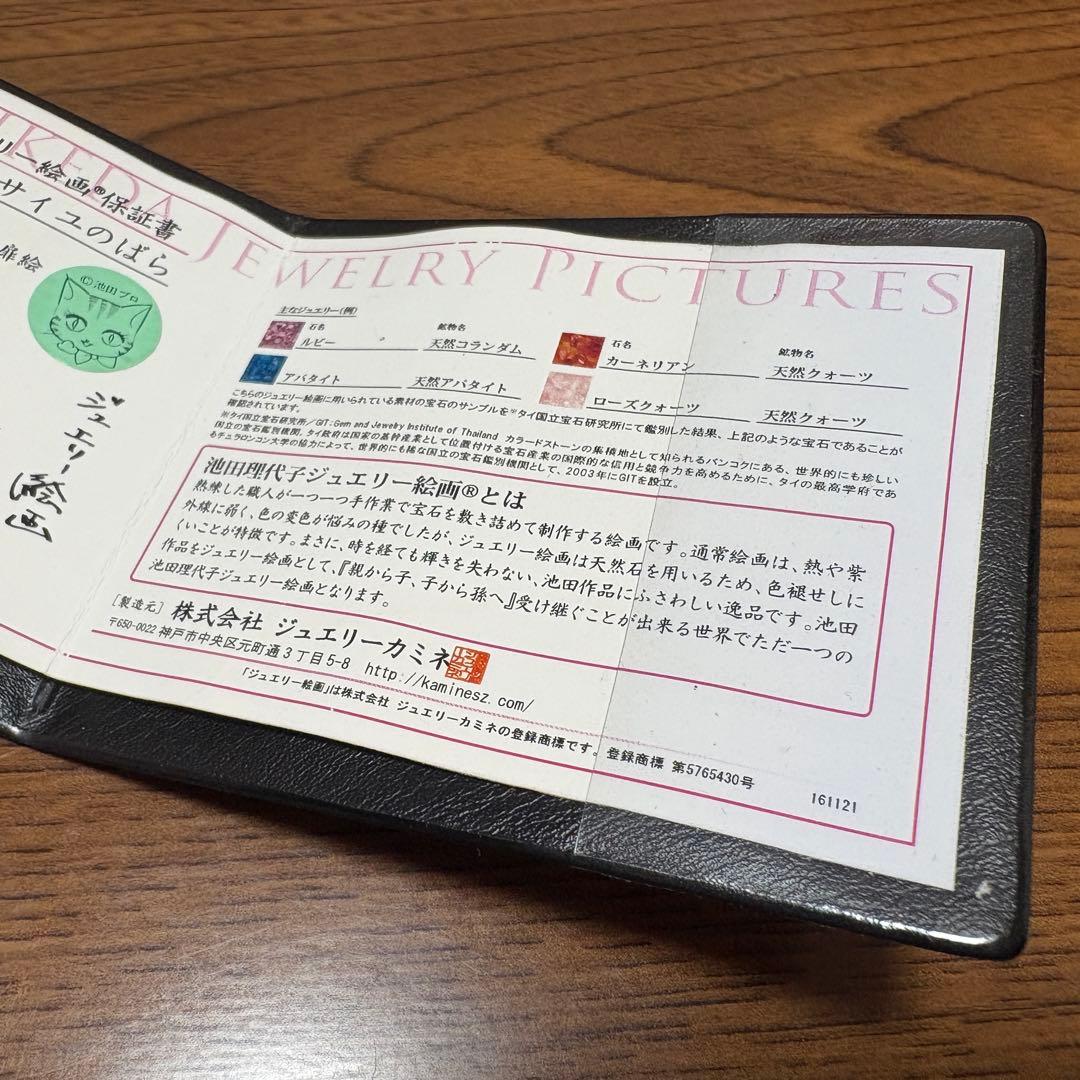 IKEDA JEWELRY PICTURES
リー絵画®保証書
サイユのばら
扉絵
©池田プロ
ジュエリー絵画
主なジュエリー(例)
石名 鉱物名 石名 鉱物名
ルビー 天然コランダム カーネリアン 天然クォーツ
アパタイト 天然アパタイト ローズクォーツ 天然クォーツ
こちらのジュエリー絵画に用いられている素材の宝石のサンプルを※タイ国立宝石研究所にて鑑別した結果、上記のような宝石であることが
確認されています。
※タイ国立宝石研究所/GIT:Gem and Jewelry Institute of Thailand カラードストーンの集積地として知られるバンコクにある、世界的にも珍しい
国立の宝石鑑別機関。タイ政府は国家の基幹産業として位置付ける宝石産業の国際的な信用と競争力を高めるために、タイの最高学府であ
るチュラロンコン大学の協力によって、世界的にも稀な国立の宝石鑑別機関として、2003年にGITを設立。
池田理代子ジュエリー絵画®とは
熟練した職人が一つ一つ手作業で宝石を敷き詰めて制作する絵画です。通常絵画は、熱や紫
外線に弱く、色の変色が悩みの種でしたが、ジュエリー絵画は天然石を用いるため、色褪せしに
くいことが特徴です。まさに、時を経ても輝きを失わない、池田作品にふさわしい逸品です。池田
作品をジュエリー絵画として、『親から子、子から孫へ』受け継ぐことが出来る世界でただ一つの
池田理代子ジュエリー絵画となります。
[製造元] 株式会社 ジュエリーカミネ
〒650-0022 神戸市中央区元町通3丁目5-8 http://kaminesz.com/
「ジュエリー絵画」は株式会社 ジュエリーカミネの登録商標です。登録商標 第5765430号
161121